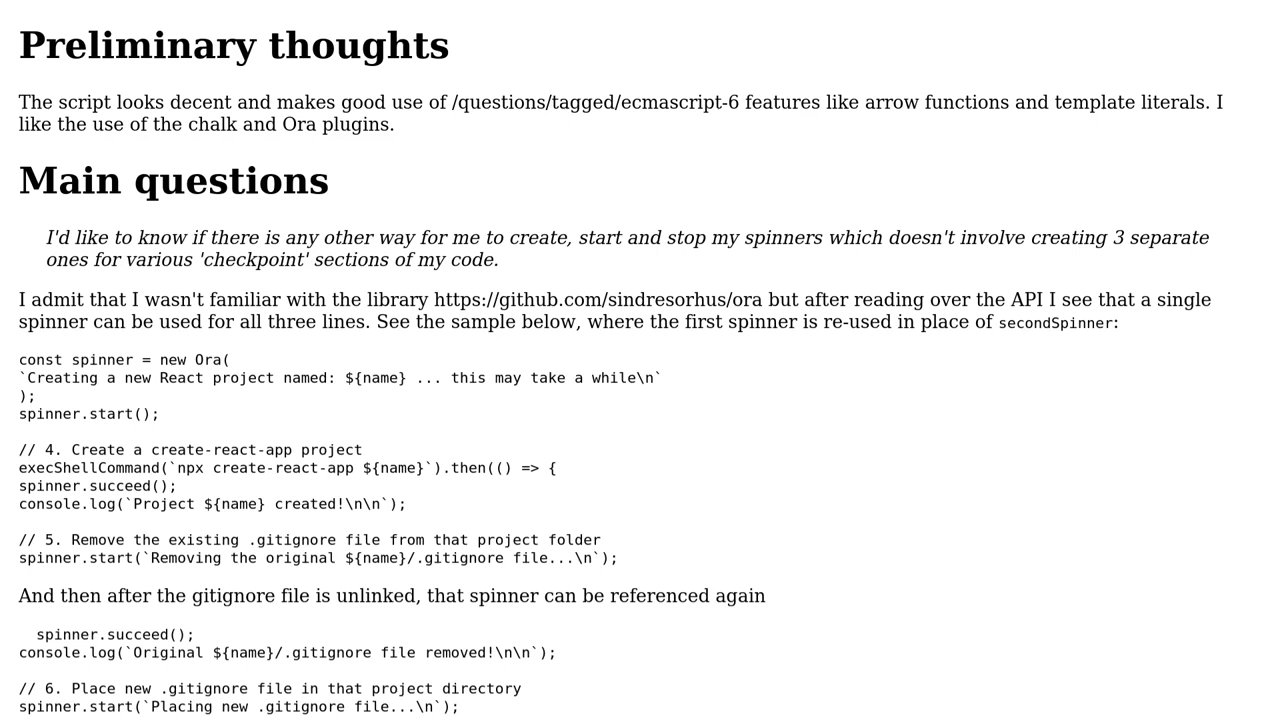 Preliminary thoughts
The script looks decent and makes good use of /questions/tagged/ecmascript-6 features like arrow functions and template literals. I
like the use of the chalk and Ora plugins.
Main questions
I'd like to know if there is any other way for me to create, start and stop my spinners which doesn't involve creating 3 separate
ones for various 'checkpoint' sections of my code.
I admit that I wasn't familiar with the library https://github.com/sindresorhus/ora but after reading over the API I see that a single
spinner can be used for all three lines. See the sample below, where the first spinner is re-used in place of secondSpinner:
const spinner = new Ora(
`Creating a new React project named: ${name} ... this may take a while\n`
);
spinner.start();
// 4. Create a create-react-app project
execShellCommand(`npx create-react-app ${name}`).then(() => {
spinner.succeed();
console.log(`Project ${name} created!\n\n`);
// 5. Remove the existing .gitignore file from that project folder
spinner.start(`Removing the original ${name}/.gitignore file...\n`);
And then after the gitignore file is unlinked, that spinner can be referenced again
  spinner.succeed();
console.log(`Original ${name}/.gitignore file removed!\n\n`);
// 6. Place new .gitignore file in that project directory
spinner.start(`Placing new .gitignore file...\n`);